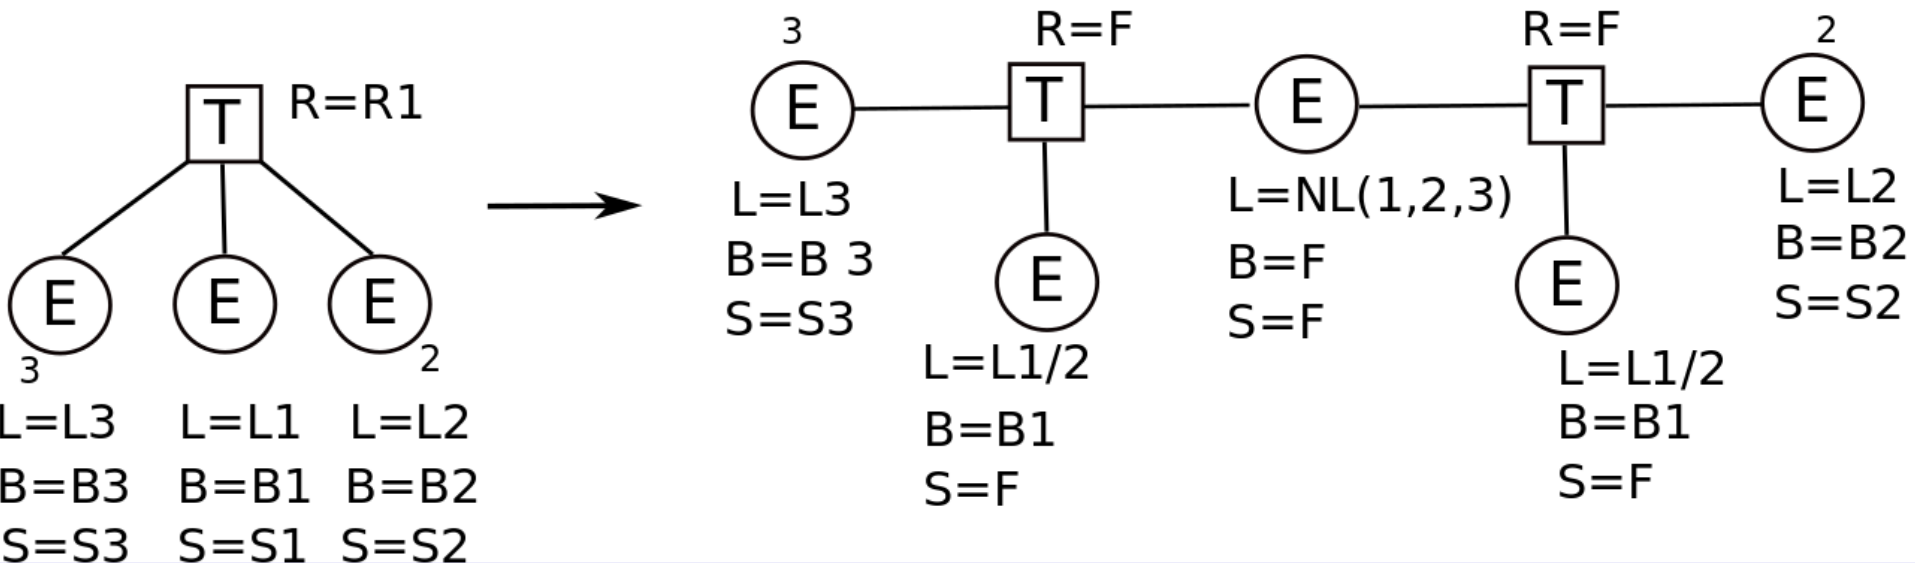 T R=R1
E E E
3 2
L=L3 L=L1 L=L2
B=B3 B=B1 B=B2
S=S3 S=S1 S=S2
3 R=F R=F 2
E T E T E
L=L3
B=B 3
S=S3
E
L=L1/2
B=B1
S=F
L=NL(1,2,3)
B=F
S=F
E
L=L1/2
B=B1
S=F
L=L2
B=B2
S=S2